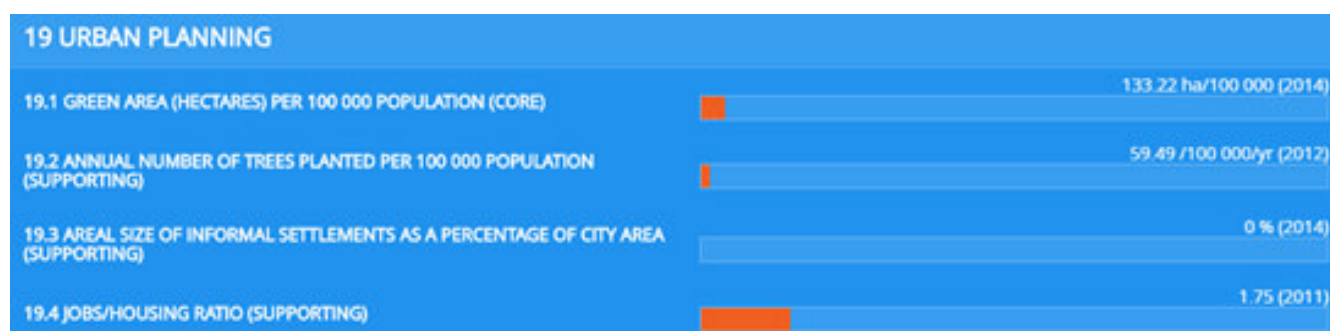 19 URBAN PLANNING
133.22 ha/100 000 (2014)
19.1 GREEN AREA (HECTARES) PER 100 000 POPULATION (CORE)
59.49 /100 000/yr (2012)
19.2 ANNUAL NUMBER OF TREES PLANTED PER 100 000 POPULATION
(SUPPORTING)
0 % (2014)
19.3 AREAL SIZE OF INFORMAL SETTLEMENTS AS A PERCENTAGE OF CITY AREA
(SUPPORTING)
1.75 (2011)
19.4 JOBS/HOUSING RATIO (SUPPORTING)